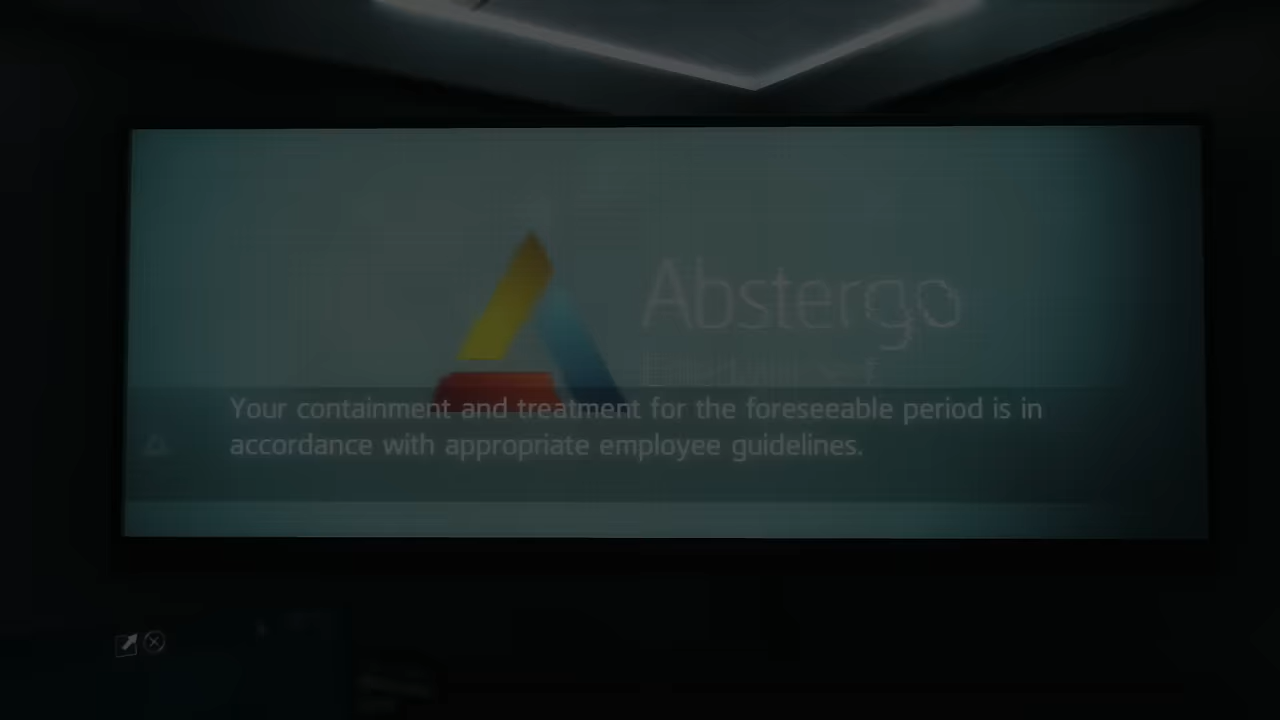 Abstergo
Your containment and treatment for the foreseeable period is in
accordance with appropriate employee guidelines.